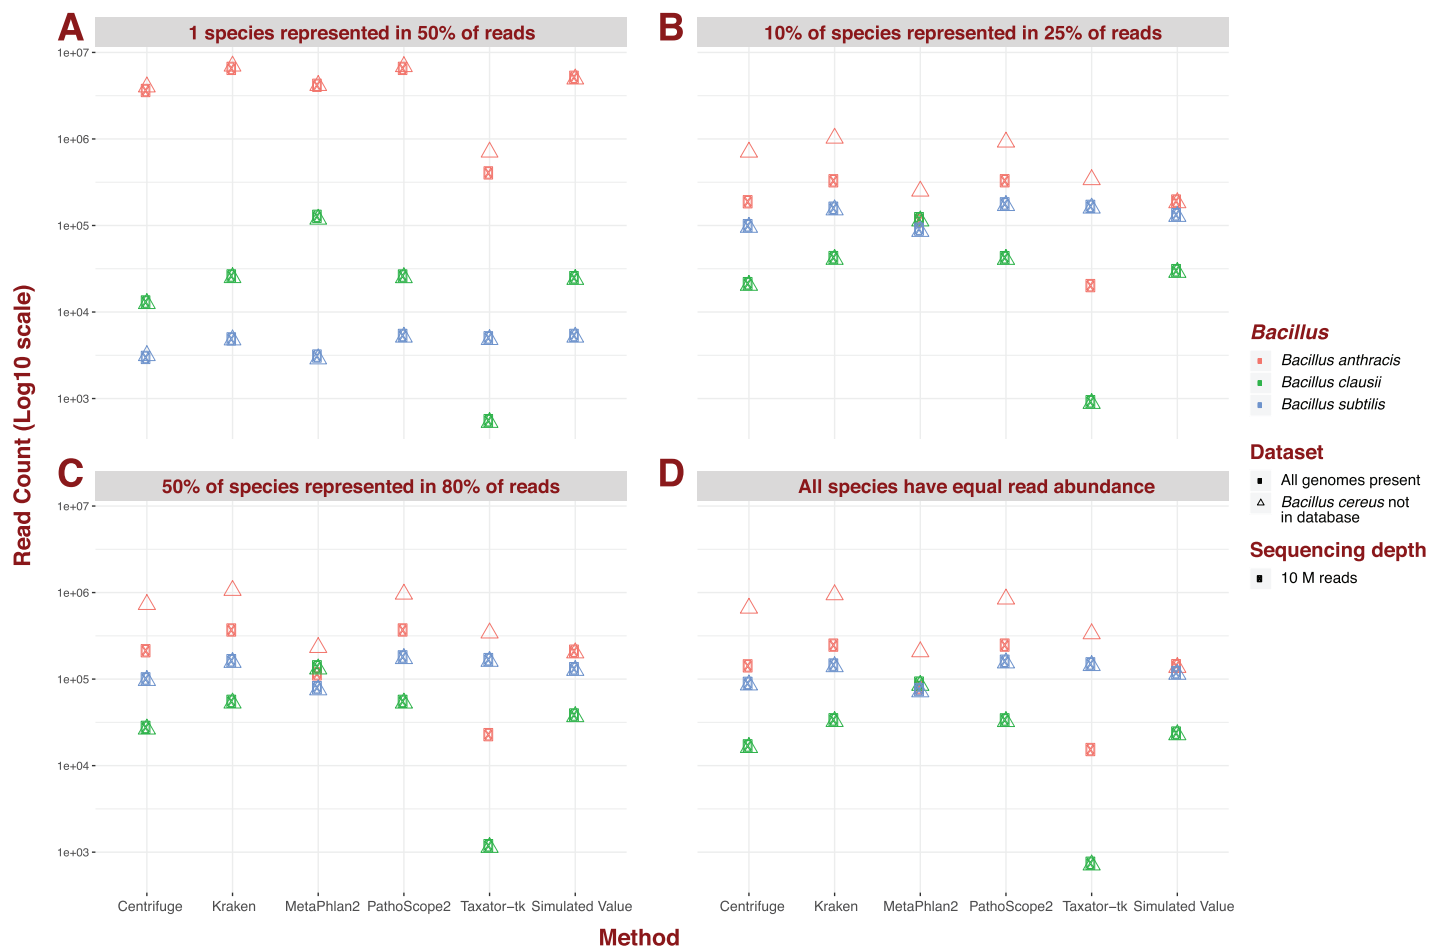 A
1 species represented in 50% of reads
B
10% of species represented in 25% of reads
1e+07
1e+06
1e+05
1e+04
1e+03
C
50% of species represented in 80% of reads
D
All species have equal read abundance
1e+07
1e+06
1e+05
1e+04
1e+03
Read Count (Log10 scale)
Centrifuge
Kraken
MetaPhlan2
PathoScope2
Taxator−tk
Simulated Value
Centrifuge
Kraken
MetaPhlan2
PathoScope2
Taxator−tk
Simulated Value
Method
Bacillus
Bacillus anthracis
Bacillus clausii
Bacillus subtilis
Dataset
All genomes present
Bacillus cereus not
in database
Sequencing depth
10 M reads